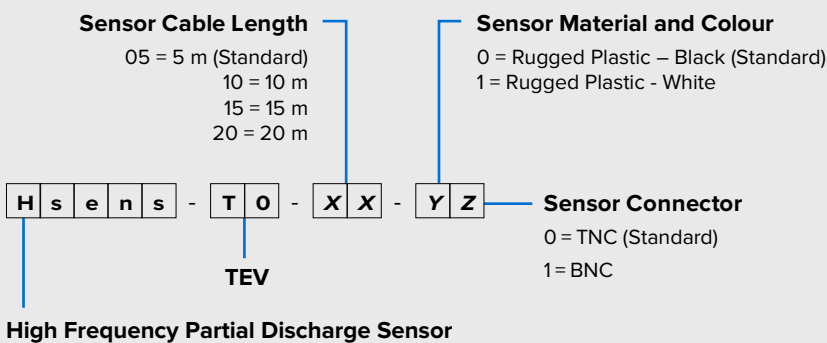 Sensor Cable Length
05 = 5 m (Standard)
10 = 10 m
15 = 15 m
20 = 20 m
Sensor Material and Colour
0 = Rugged Plastic – Black (Standard)
1 = Rugged Plastic - White
H s e n s - T 0 - X X - Y Z
Sensor Connector
0 = TNC (Standard)
1 = BNC
TEV
High Frequency Partial Discharge Sensor